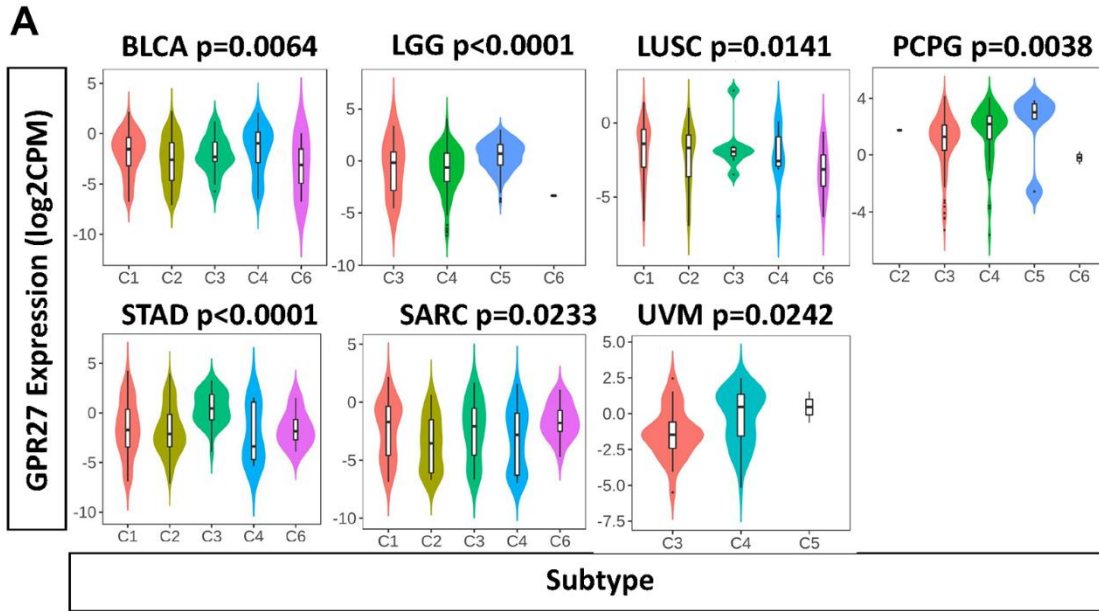 A
BLCA p=0.0064
LGG p<0.0001
LUSC p=0.0141
PCPG p=0.0038
GPR27 Expression (log2CPM)
5
0
-5
-10
C1 C2 C3 C4 C6
5
0
-5
-10
C3 C4 C5 C6
0
-5
C1 C2 C3 C4 C6
4
0
-4
C2 C3 C4 C5 C6
STAD p<0.0001
SARC p=0.0233
UVM p=0.0242
5
0
-5
-10
C1 C2 C3 C4 C6
5
0
-5
-10
C1 C2 C3 C4 C6
5.0
2.5
0.0
-2.5
-5.0
-7.5
C3 C4 C5
Subtype